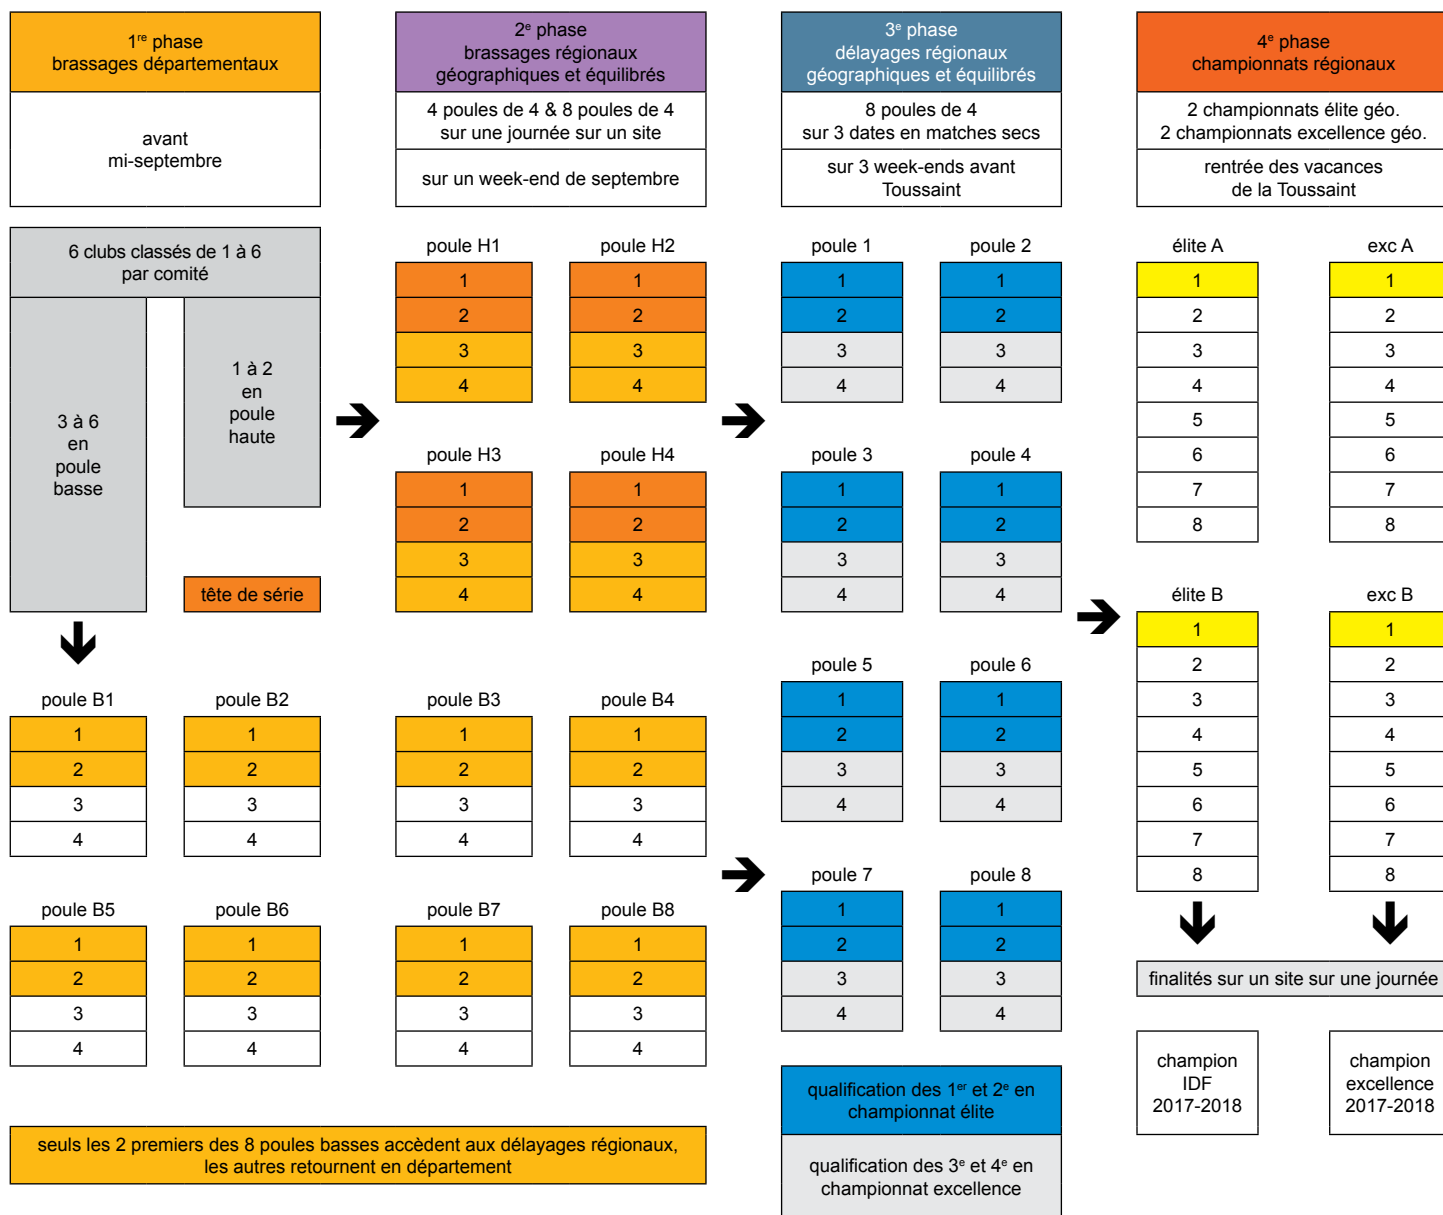 1re phase
brassages départementaux
avant
mi-septembre
6 clubs classés de 1 à 6
par comité
3 à 6
en
poule
basse
1 à 2
en
poule
haute
tête de série
2e phase
brassages régionaux
géographiques et équilibrés
4 poules de 4 & 8 poules de 4
sur une journée sur un site
sur un week-end de septembre
poule H1
1
2
3
4
poule H2
1
2
3
4
poule H3
1
2
3
4
poule H4
1
2
3
4
poule B1
1
2
3
4
poule B2
1
2
3
4
poule B3
1
2
3
4
poule B4
1
2
3
4
poule B5
1
2
3
4
poule B6
1
2
3
4
poule B7
1
2
3
4
poule B8
1
2
3
4
seuls les 2 premiers des 8 poules basses accèdent aux délayages régionaux,
les autres retournent en département
3e phase
délayages régionaux
géographiques et équilibrés
8 poules de 4
sur 3 dates en matches secs
sur 3 week-ends avant
Toussaint
poule 1
1
2
3
4
poule 2
1
2
3
4
poule 3
1
2
3
4
poule 4
1
2
3
4
poule 5
1
2
3
4
poule 6
1
2
3
4
poule 7
1
2
3
4
poule 8
1
2
3
4
qualification des 1er et 2e en
championnat élite
qualification des 3e et 4e en
championnat excellence
4e phase
championnats régionaux
2 championnats élite géo.
2 championnats excellence géo.
rentrée des vacances
de la Toussaint
élite A
1
2
3
4
5
6
7
8
exc A
1
2
3
4
5
6
7
8
élite B
1
2
3
4
5
6
7
8
exc B
1
2
3
4
5
6
7
8
finalités sur un site sur une journée
champion
IDF
2017-2018
champion
excellence
2017-2018